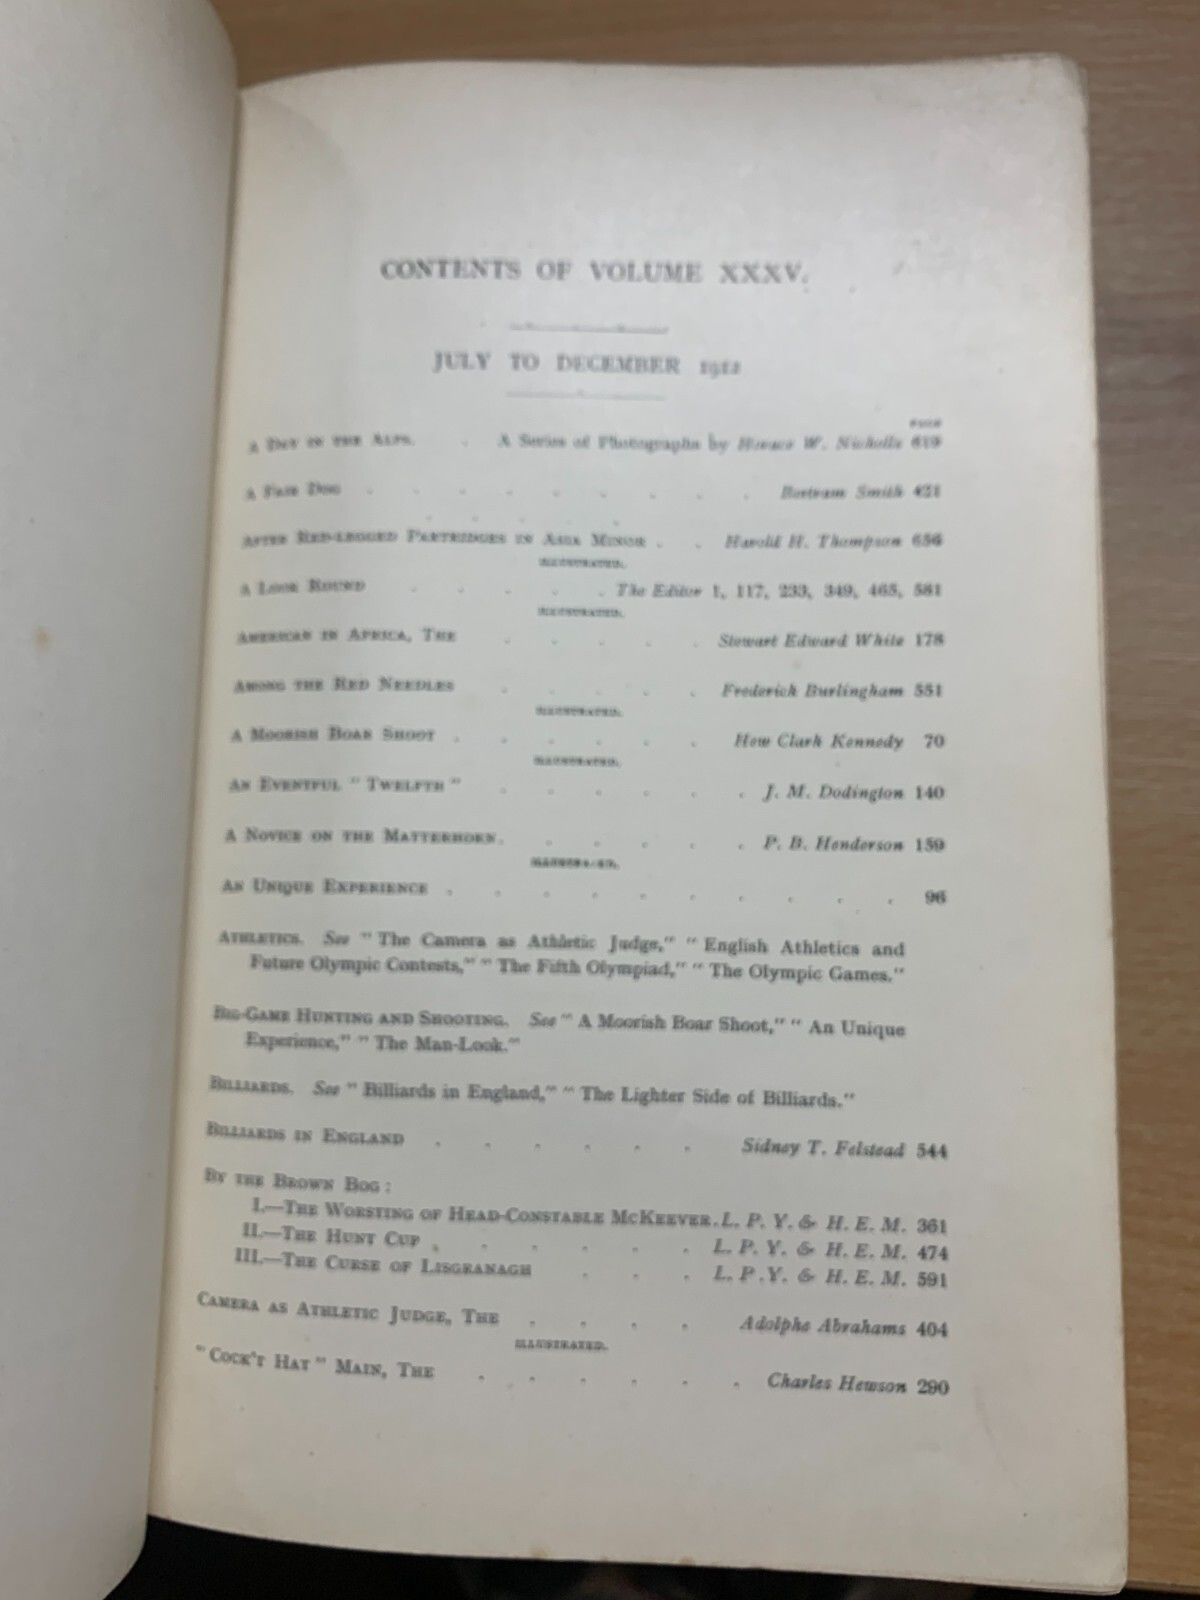 CONTENTS OF VOLUME XXXV.
JULY TO DECEMBER 1912
PAGE
A DAY IN THE ALPS. . A Series of Photographs by Horace W. Nicholls 619
A FAIR DOG . . . . . . . . . Bertram Smith 421
AFTER RED-LEGGED PARTRIDGES IN ASIA MINOR . . Harold H. Thompson 656
ILLUSTRATED.
A LOOK ROUND . . . . . The Editor 1, 117, 233, 349, 465, 581
ILLUSTRATED.
AMERICAN IN AFRICA, THE . . . . . Stewart Edward White 178
AMONG THE RED NEEDLES . . . . . Frederick Burlingham 551
ILLUSTRATED.
A MOORISH BOAR SHOOT . . . . . . Hew Clark Kennedy 70
ILLUSTRATED.
AN EVENTFUL "TWELFTH" . . . . . . J. M. Dodington 140
A NOVICE ON THE MATTERHORN. . . . . . P. B. Henderson 159
ILLUSTRATED.
AN UNIQUE EXPERIENCE . . . . . . . . . . 96
ATHLETICS. See "The Camera as Athletic Judge," "English Athletics and
Future Olympic Contests," "The Fifth Olympiad," "The Olympic Games."
BIG-GAME HUNTING AND SHOOTING. See "A Moorish Boar Shoot," "An Unique
Experience," "The Man-Look."
BILLIARDS. See "Billiards in England," "The Lighter Side of Billiards."
BILLIARDS IN ENGLAND . . . . . . Sidney T. Felstead 544
BY THE BROWN BOG:
I.—THE WORSTING OF HEAD-CONSTABLE MCKEEVER. L. P. Y. & H. E. M. 361
II.—THE HUNT CUP . . . . . . L. P. Y. & H. E. M. 474
III.—THE CURSE OF LISGRANAGH . . . L. P .Y. & H. E. M. 591
CAMERA AS ATHLETIC JUDGE, THE . . . . Adolphe Abrahams 404
ILLUSTRATED.
"COCK'T HAT" MAIN, THE . . . . . . Charles Hewson 290